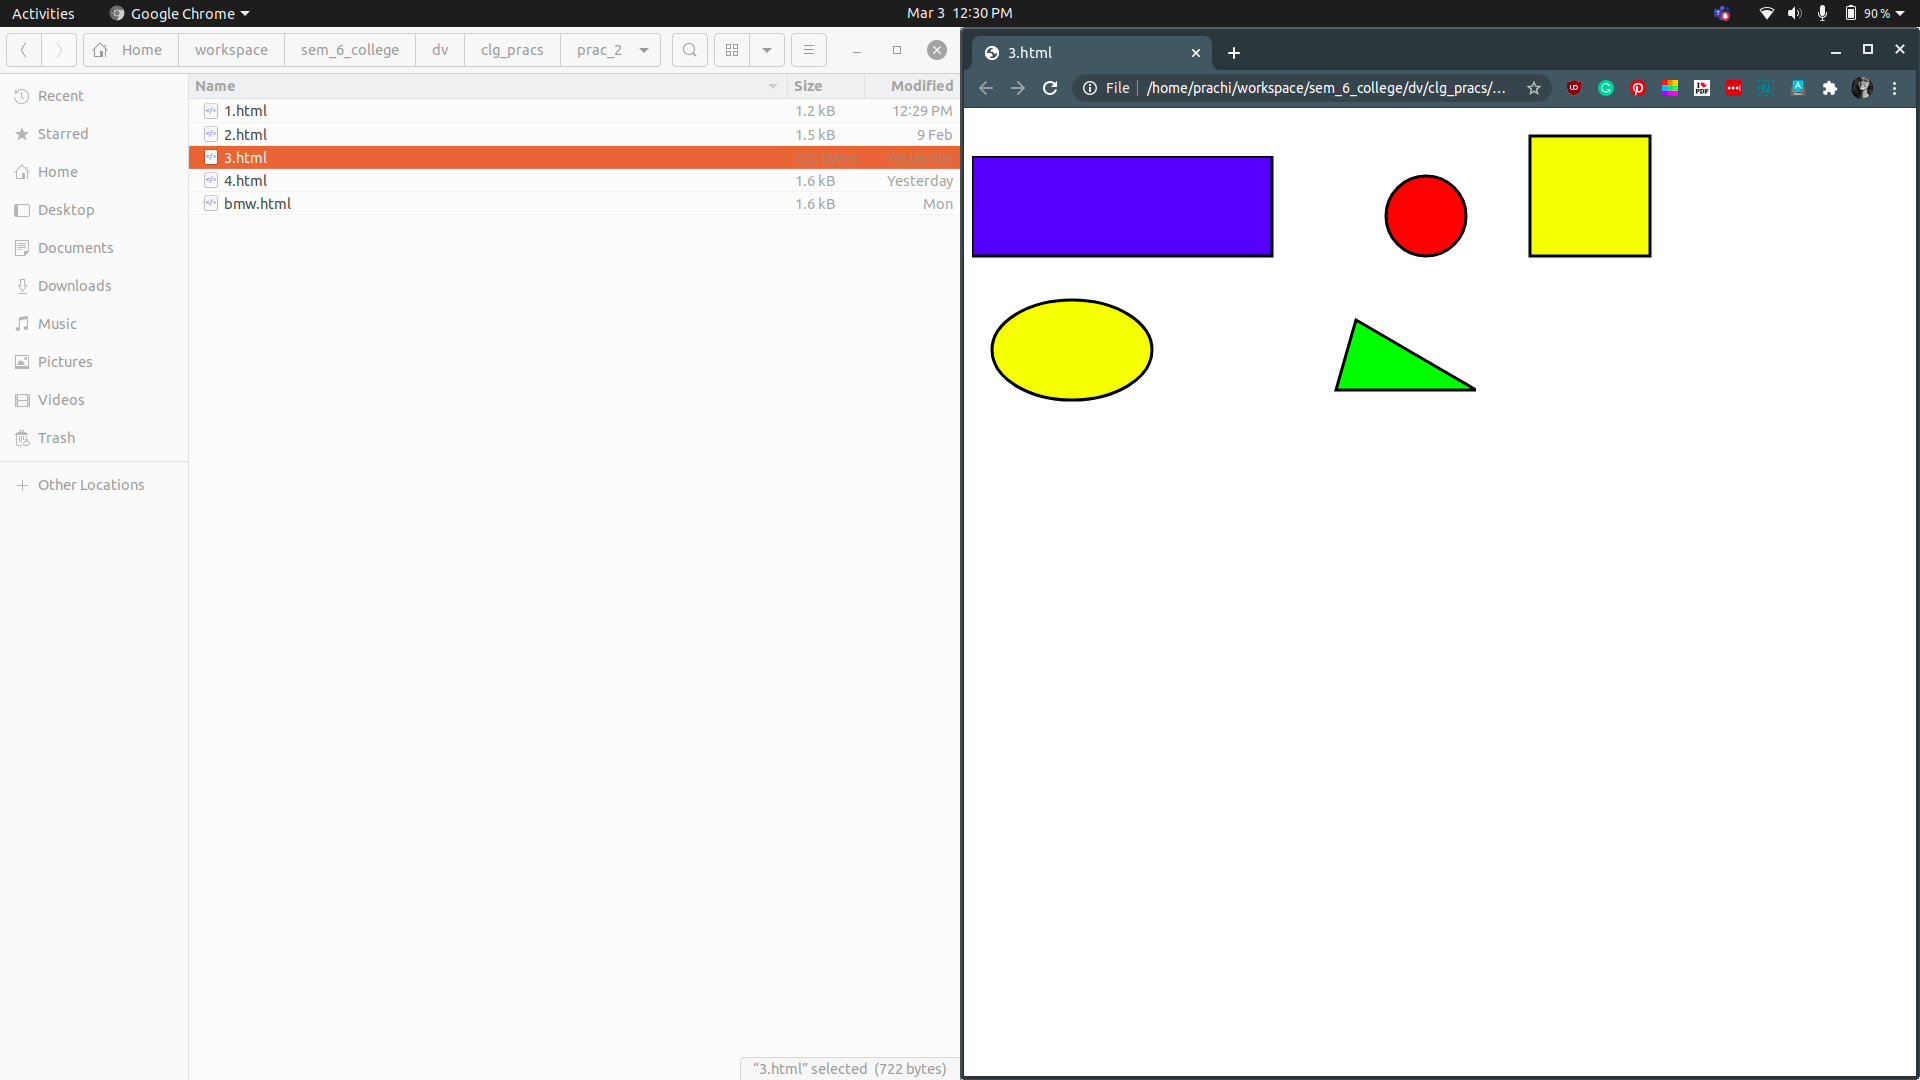 Activities Google Chrome Mar 3 12:30 PM 90 %
Home workspace sem_6_college dv clg_pracs prac_2
3.html
File /home/prachi/workspace/sem_6_college/dv/clg_pracs/...
Name Size Modified
1.html 1.2 kB 12:29 PM
2.html 1.5 kB 9 Feb
3.html 722 bytes Yesterday
4.html 1.6 kB Yesterday
bmw.html 1.6 kB Mon
Recent
Starred
Home
Desktop
Documents
Downloads
Music
Pictures
Videos
Trash
Other Locations
“3.html” selected (722 bytes)